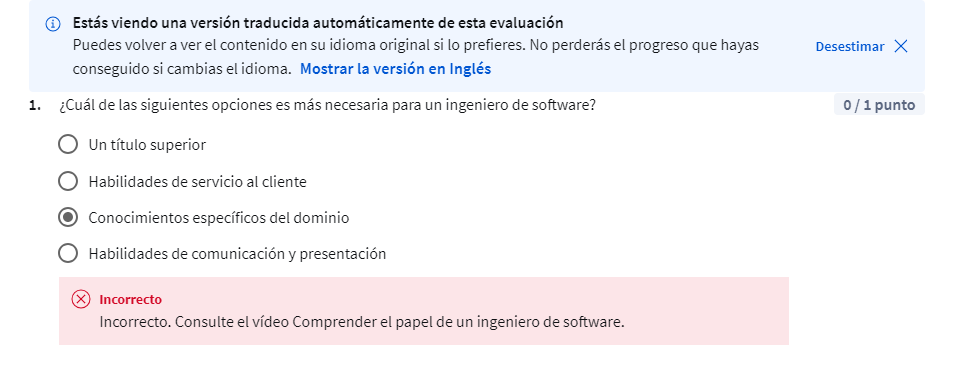 Estás viendo una versión traducida automáticamente de esta evaluación
Puedes volver a ver el contenido en su idioma original si lo prefieres. No perderás el progreso que hayas
conseguido si cambias el idioma. Mostrar la versión en Inglés
Desestimar
1. ¿Cuál de las siguientes opciones es más necesaria para un ingeniero de software?
0 / 1 punto
Un título superior
Habilidades de servicio al cliente
Conocimientos específicos del dominio
Habilidades de comunicación y presentación
Incorrecto
Incorrecto. Consulte el vídeo Comprender el papel de un ingeniero de software.